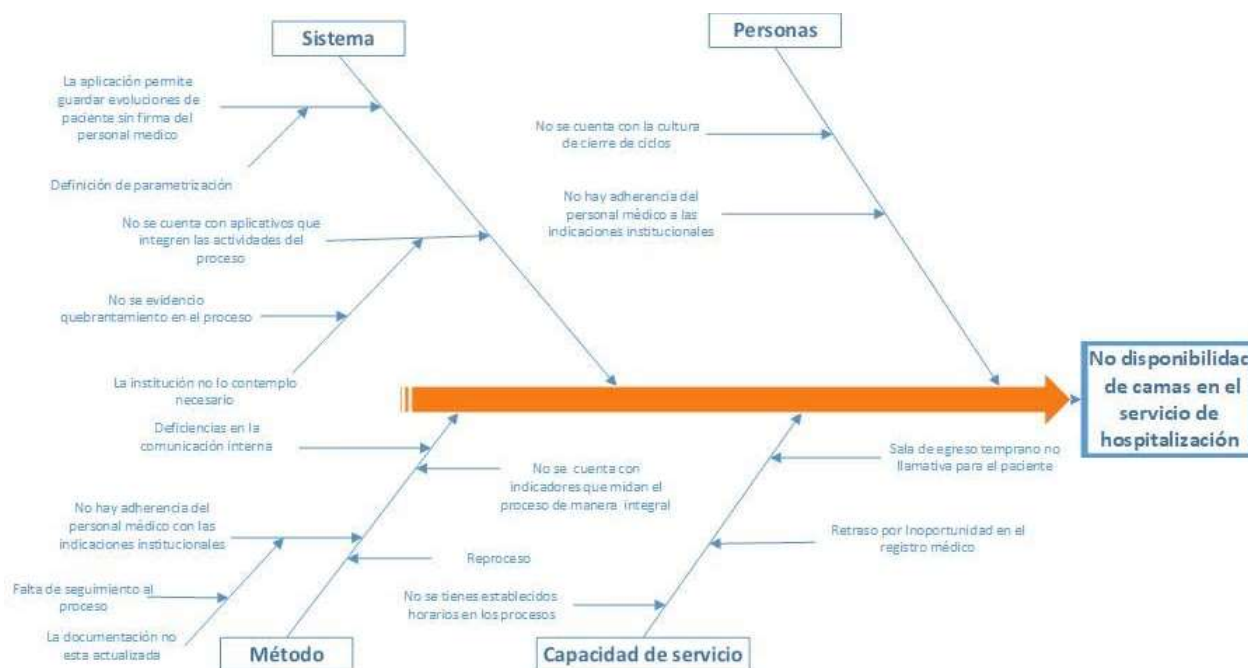 Sistema
Personas
La aplicación permite
guardar evoluciones de
paciente sin firma del
personal medico
Definición de parametrización
No se cuenta con aplicativos que
integren las actividades del
proceso
No se evidencio
quebrantamiento en el proceso
La institución no lo contemplo
necesario
No se cuenta con la cultura
de cierre de ciclos
No hay adherencia del
personal médico a las
indicaciones institucionales
No disponibilidad
de camas en el
servicio de
hospitalización
Deficiencias en la
comunicación interna
No se cuenta con
indicadores que midan el
proceso de manera integral
No hay adherencia del
personal médico con las
indicaciones institucionales
Reproceso
Falta de seguimiento al
proceso
La documentación no
esta actualizada
Método
Sala de egreso temprano no
llamativa para el paciente
Retraso por Inoportunidad en el
registro médico
No se tienes establecidos
horarios en los procesos
Capacidad de servicio